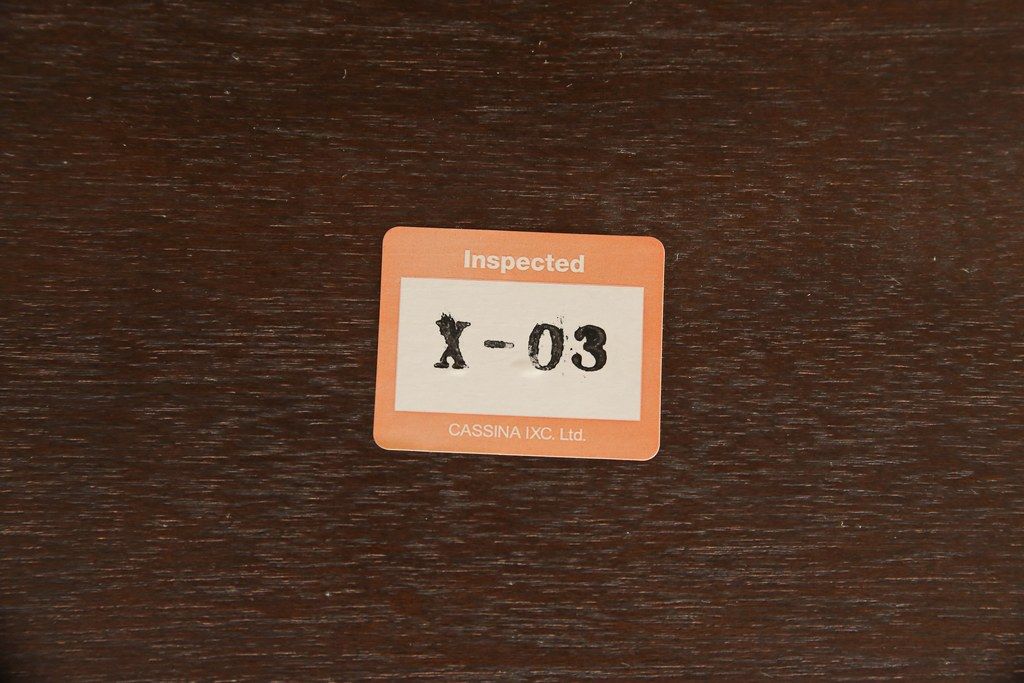 Inspected
X-03
CASSINA IXC. Ltd.